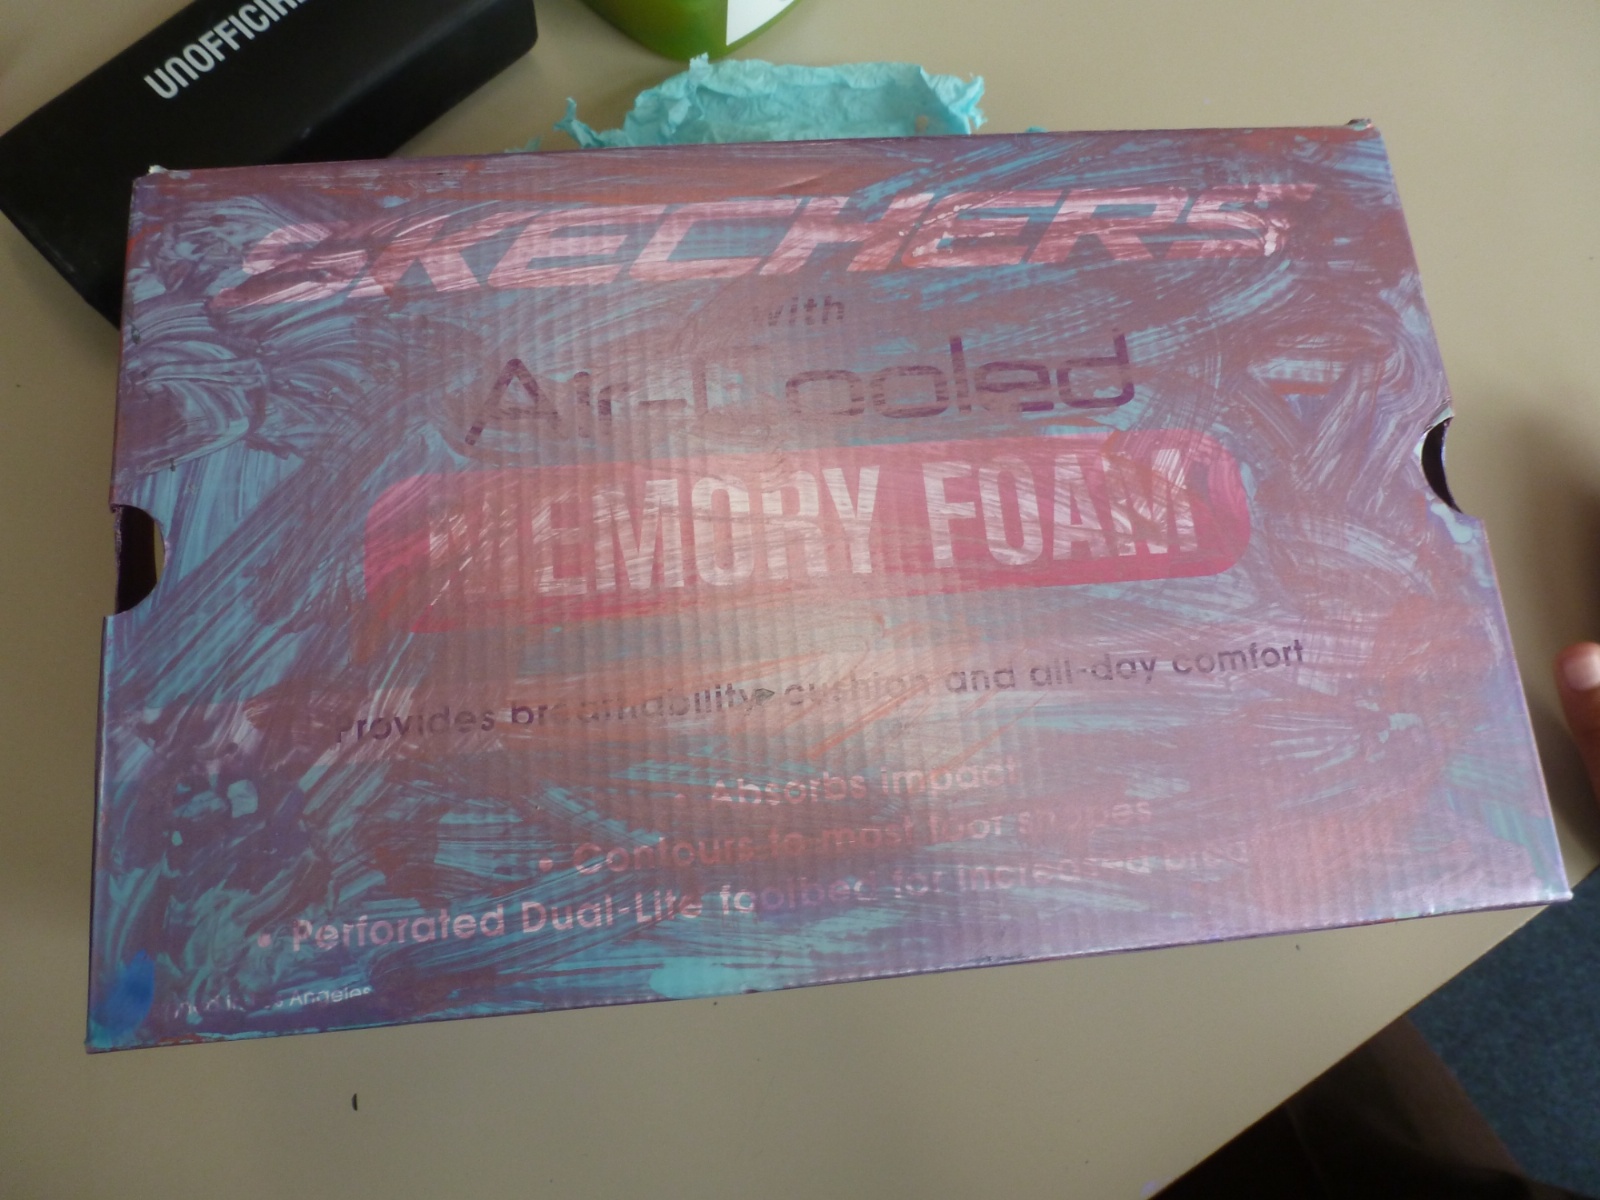 UNOFFICIAL
SKECHERS
with
Air-Cooled
MEMORY FOAM
Provides breathability, cushion and all-day comfort
• Absorbs impact
• Contours to most foot shapes
• Perforated Dual-Lite footbed for increased
Angeles